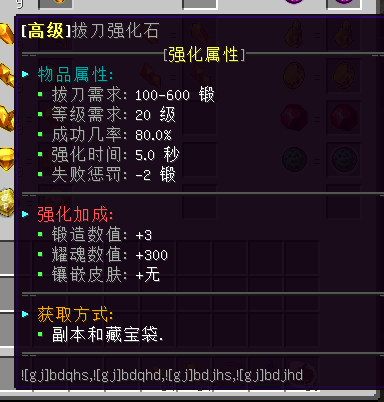 [高级]拔刀强化石
[强化属性]
物品属性:
拔刀需求: 100-600 锻
等级需求: 20 级
成功几率: 80.0%
强化时间: 5.0 秒
失败惩罚: -2 锻
强化加成:
锻造数值: +3
耀魂数值: +300
镶嵌皮肤: +无
获取方式:
副本和藏宝袋.
![gj]bdqhs,![gj]bdqhd,![gj]bdjhs,![gj]bdjhd